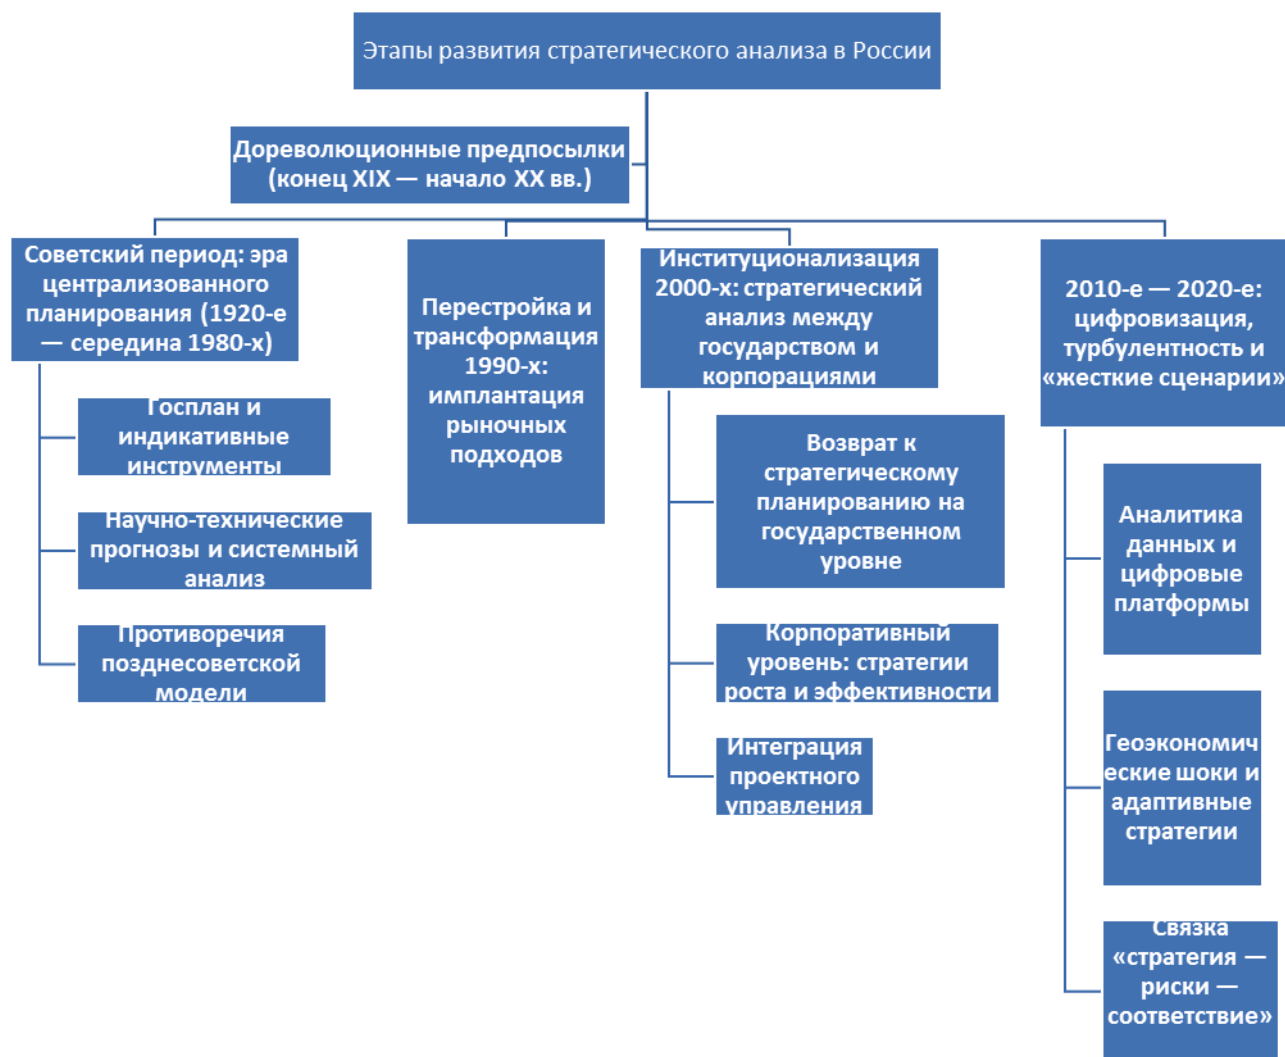 Этапы развития стратегического анализа в России
Дореволюционные предпосылки
(конец XIX — начало XX вв.)
Советский период: эра
централизованного
планирования (1920-е
— середина 1980-х)
Госплан и
индикативные
инструменты
Научно-технические
прогнозы и системный
анализ
Противоречия
позднесоветской
модели
Перестройка и
трансформация
1990-х:
имплантация
рыночных
подходов
Институционализация
2000-х: стратегический
анализ между
государством и
корпорациями
Возврат к
стратегическому
планированию на
государственном
уровне
Корпоративный
уровень: стратегии
роста и эффективности
Интеграция
проектного
управления
2010-е — 2020-е:
цифровизация,
турбулентность и
«жесткие сценарии»
Аналитика
данных и
цифровые
платформы
Геоэкономич
еские шоки и
адаптивные
стратегии
Связка
«стратегия —
риски —
соответствие»